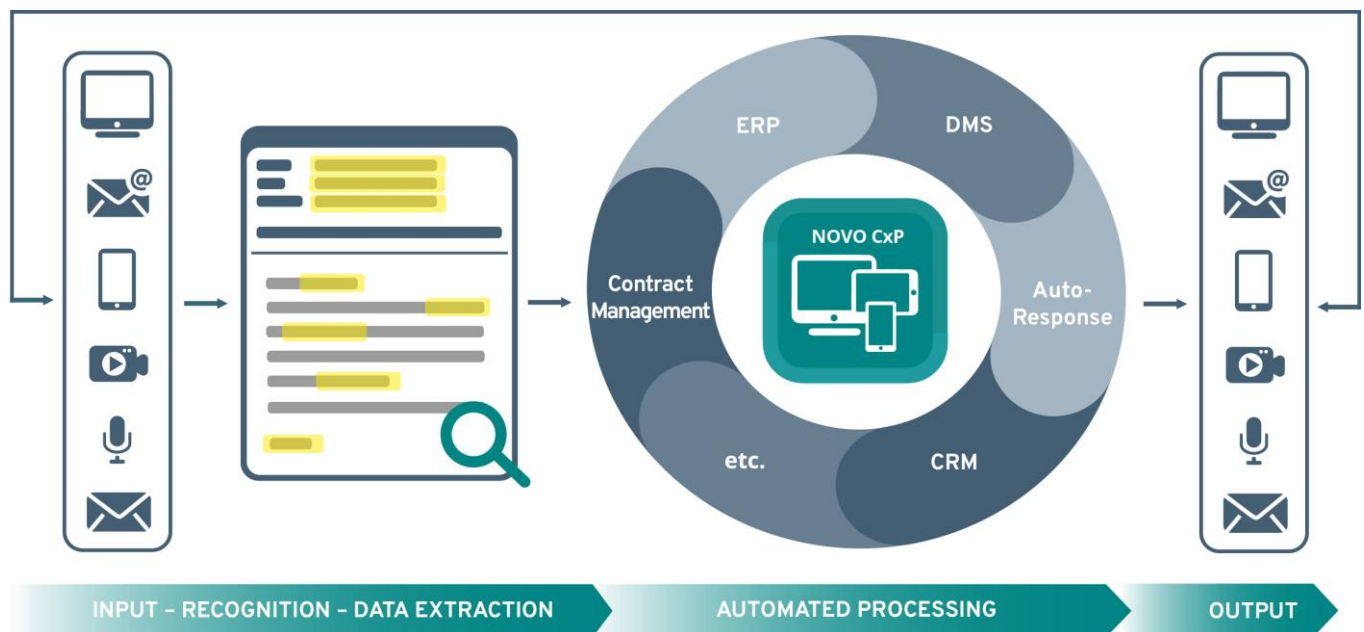 @
@
ERP
DMS
NOVO CxP
Contract
Management
Auto-
Response
etc.
CRM
INPUT – RECOGNITION – DATA EXTRACTION
AUTOMATED PROCESSING
OUTPUT